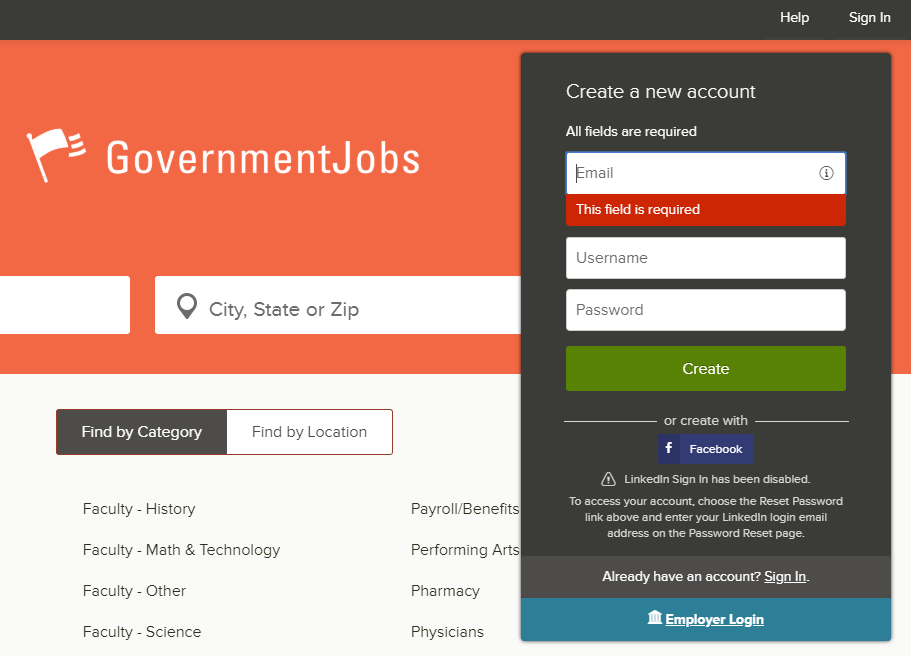 Help
Sign In
GovernmentJobs
City, State or Zip
Find by Category
Find by Location
Faculty - History
Payroll/Benefits
Faculty - Math & Technology
Performing Arts
Faculty - Other
Pharmacy
Faculty - Science
Physicians
Create a new account
All fields are required
Email
This field is required
Username
Password
Create
or create with
Facebook
LinkedIn Sign In has been disabled.
To access your account, choose the Reset Password
link above and enter your LinkedIn login email
address on the Password Reset page.
Already have an account? Sign In.
Employer Login